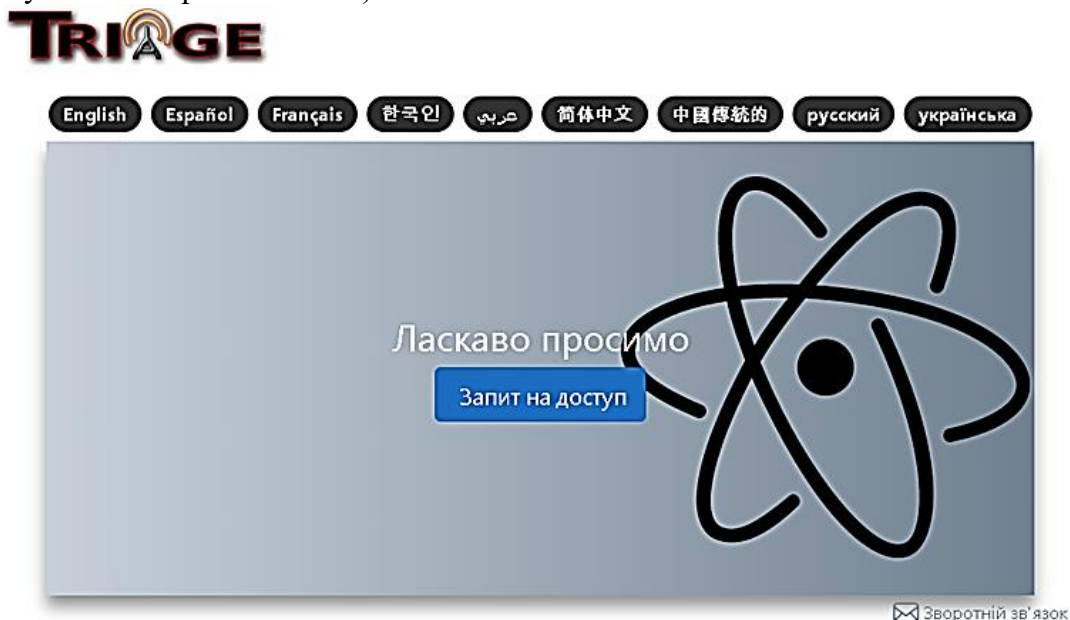 TRIAGE
English Español Français 한국인 عربي 简体中文 中國傳統的 русский українська
Ласкаво просимо
Запит на доступ
Зворотній зв'язок